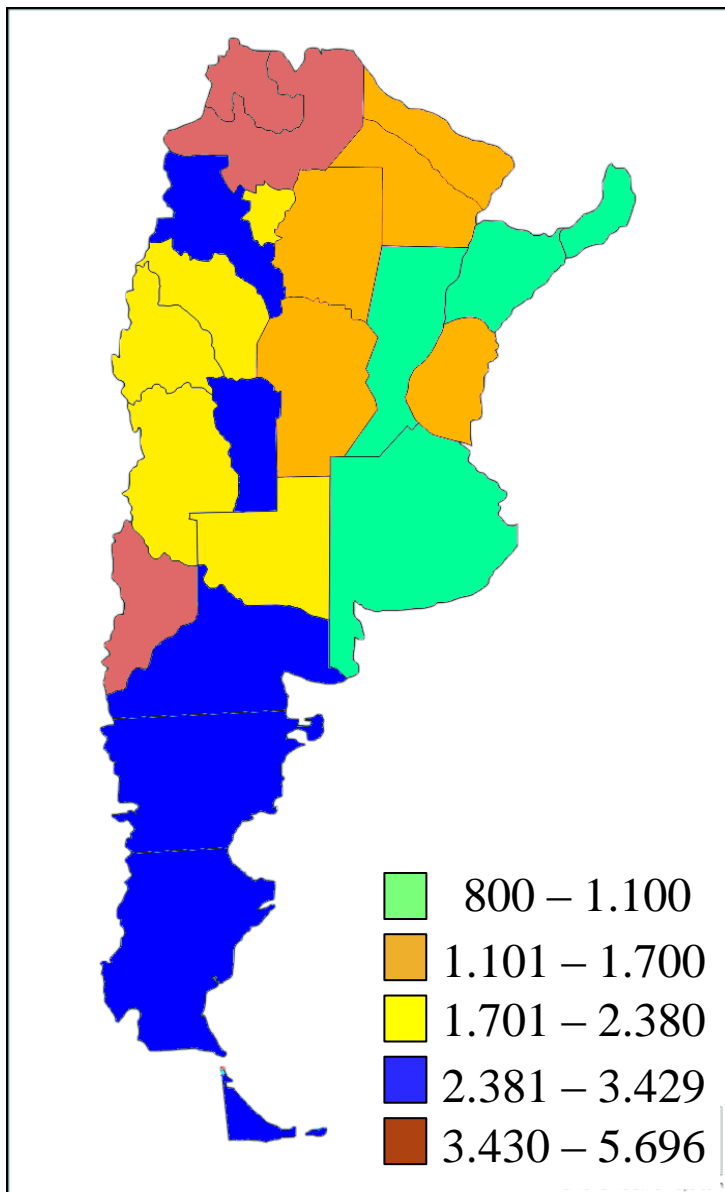 800 – 1.100
1.101 – 1.700
1.701 – 2.380
2.381 – 3.429
3.430 – 5.696